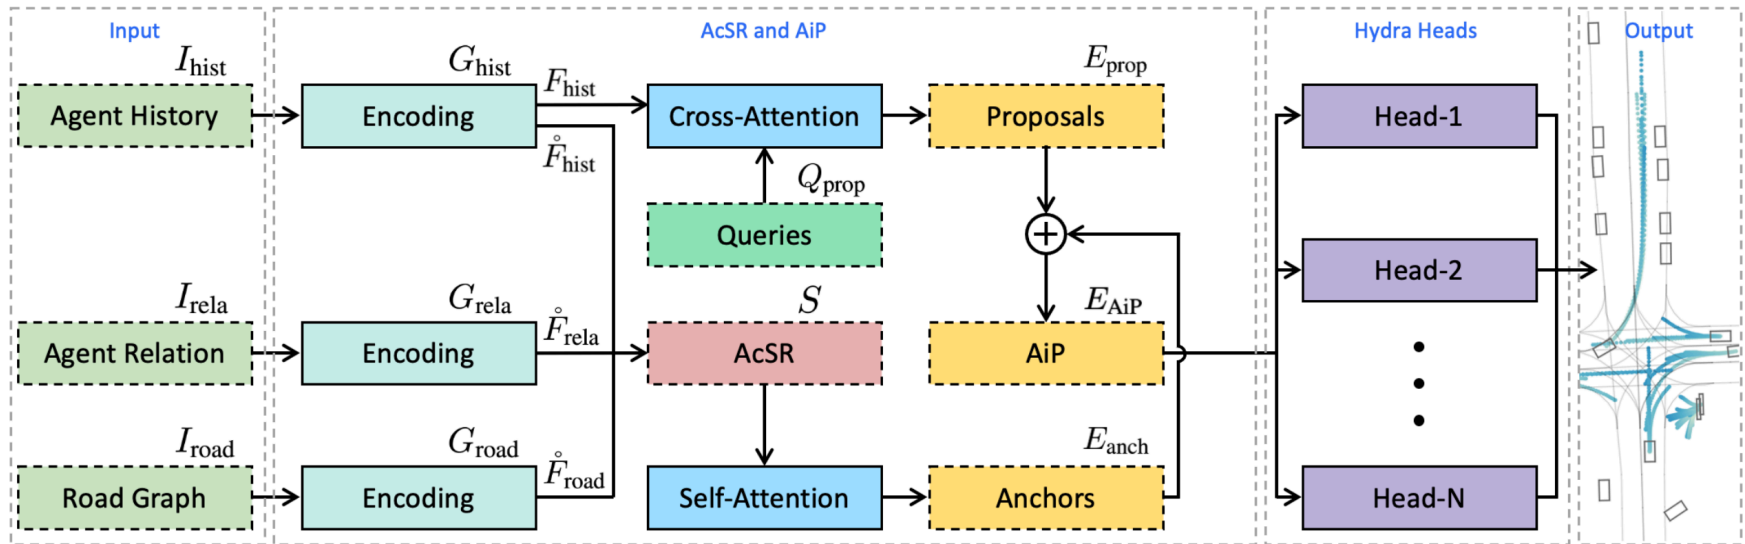 Input
AcSR and AiP
Hydra Heads
Output
I_hist
G_hist
F_hist
E_prop
Agent History
Encoding
Cross-Attention
Proposals
Head-1
F̊_hist
Q_prop
Queries
+
Head-2
I_rela
G_rela
F̊_rela
S
E_AiP
Agent Relation
Encoding
AcSR
AiP
I_road
G_road
F̊_road
E_anch
Road Graph
Encoding
Self-Attention
Anchors
Head-N